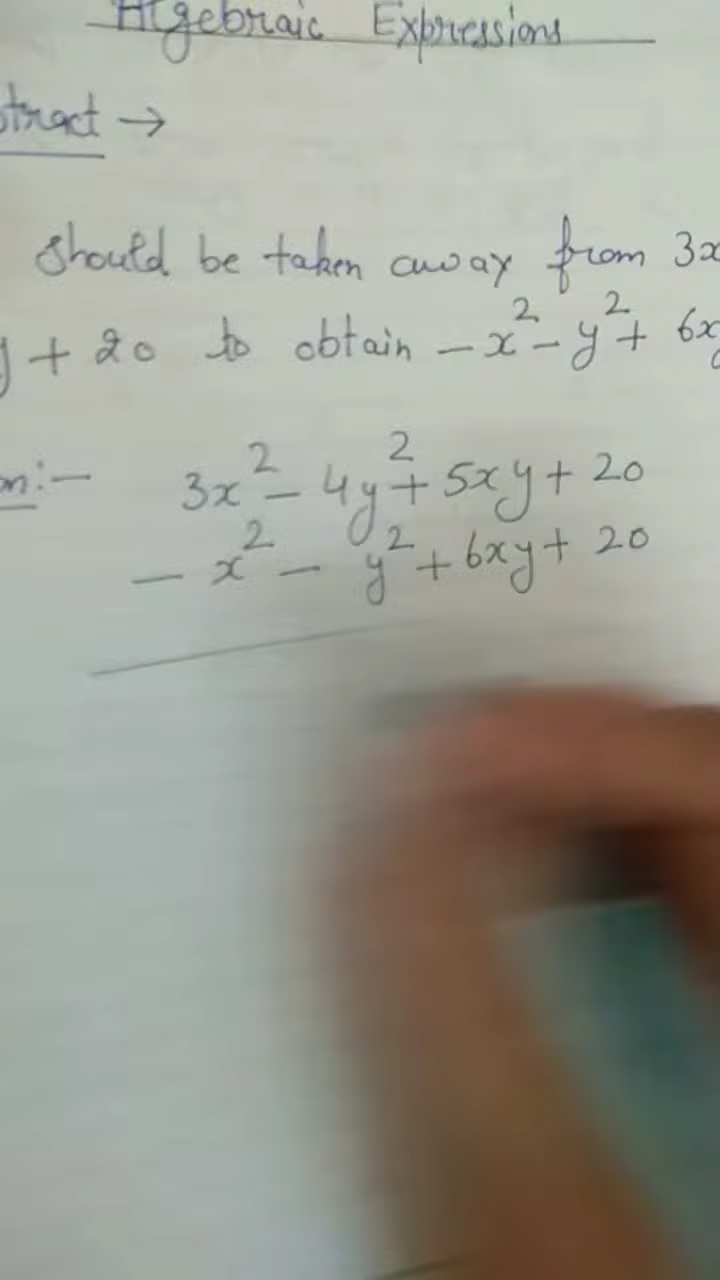 Algebraic Expressions
tract →
should be taken away from 3x
y + 20 to obtain - x² - y² + 6xy
n:-  3x² - 4y² + 5xy + 20
- x² - y² + 6xy + 20